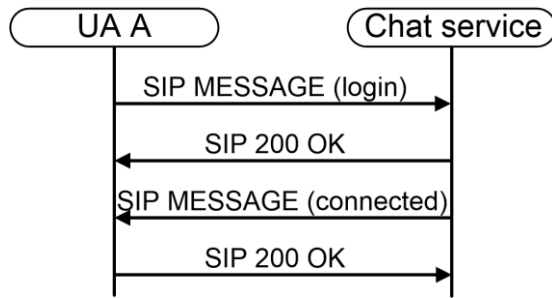 UA A
Chat service
SIP MESSAGE (login)
SIP 200 OK
SIP MESSAGE (connected)
SIP 200 OK